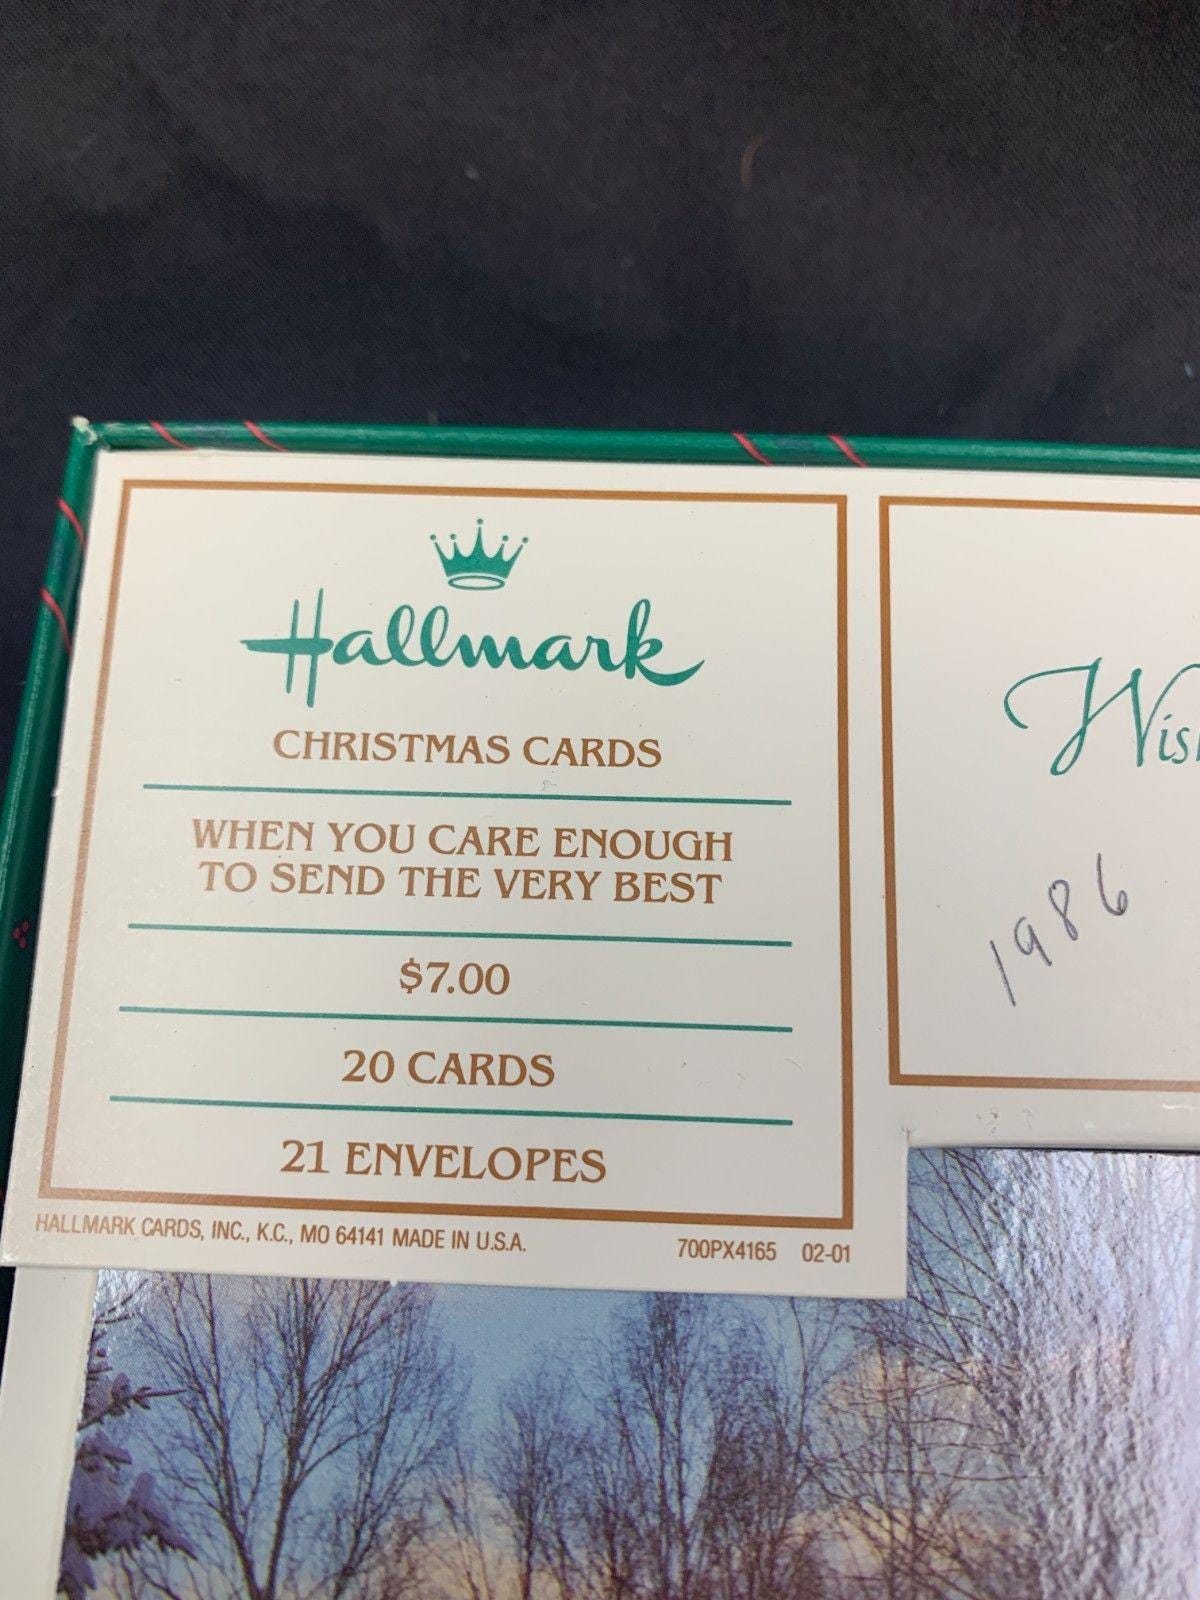 Hallmark
CHRISTMAS CARDS
WHEN YOU CARE ENOUGH
TO SEND THE VERY BEST
$7.00
20 CARDS
21 ENVELOPES
HALLMARK CARDS, INC., K.C., MO 64141 MADE IN U.S.A.
700PX4165 02-01
1986